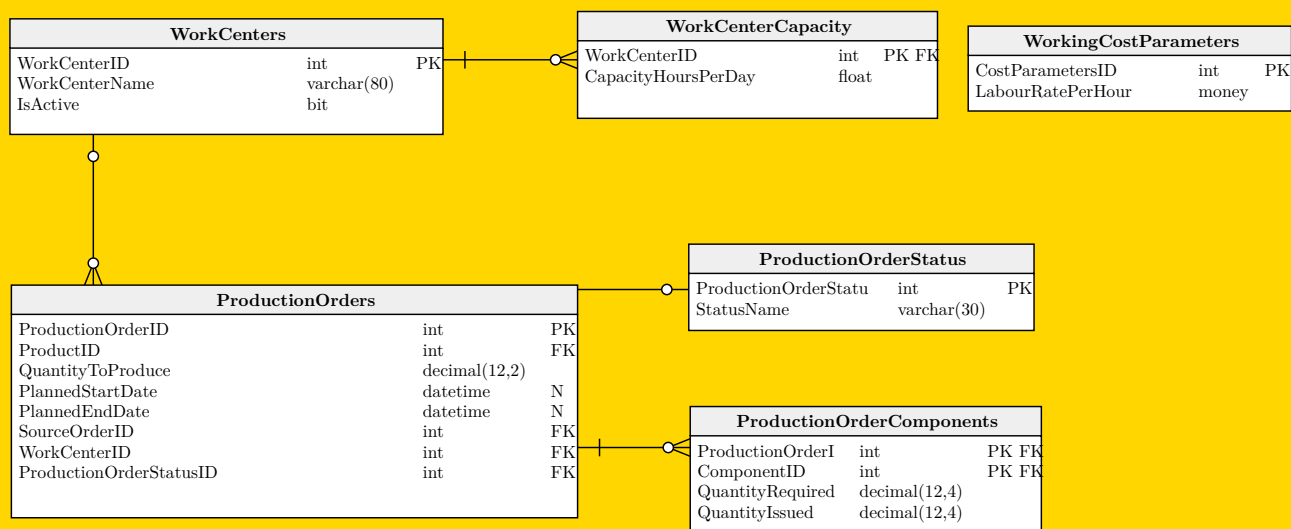 WorkCenters
WorkCenterID int PK
WorkCenterName varchar(80)
IsActive bit
WorkCenterCapacity
WorkCenterID int PK FK
CapacityHoursPerDay float
WorkingCostParameters
CostParametersID int PK
LabourRatePerHour money
ProductionOrders
ProductionOrderID int PK
ProductID int FK
QuantityToProduce decimal(12,2)
PlannedStartDate datetime N
PlannedEndDate datetime N
SourceOrderID int FK
WorkCenterID int FK
ProductionOrderStatusID int FK
ProductionOrderStatus
ProductionOrderStatu int PK
StatusName varchar(30)
ProductionOrderComponents
ProductionOrderI int PK FK
ComponentID int PK FK
QuantityRequired decimal(12,4)
QuantityIssued decimal(12,4)